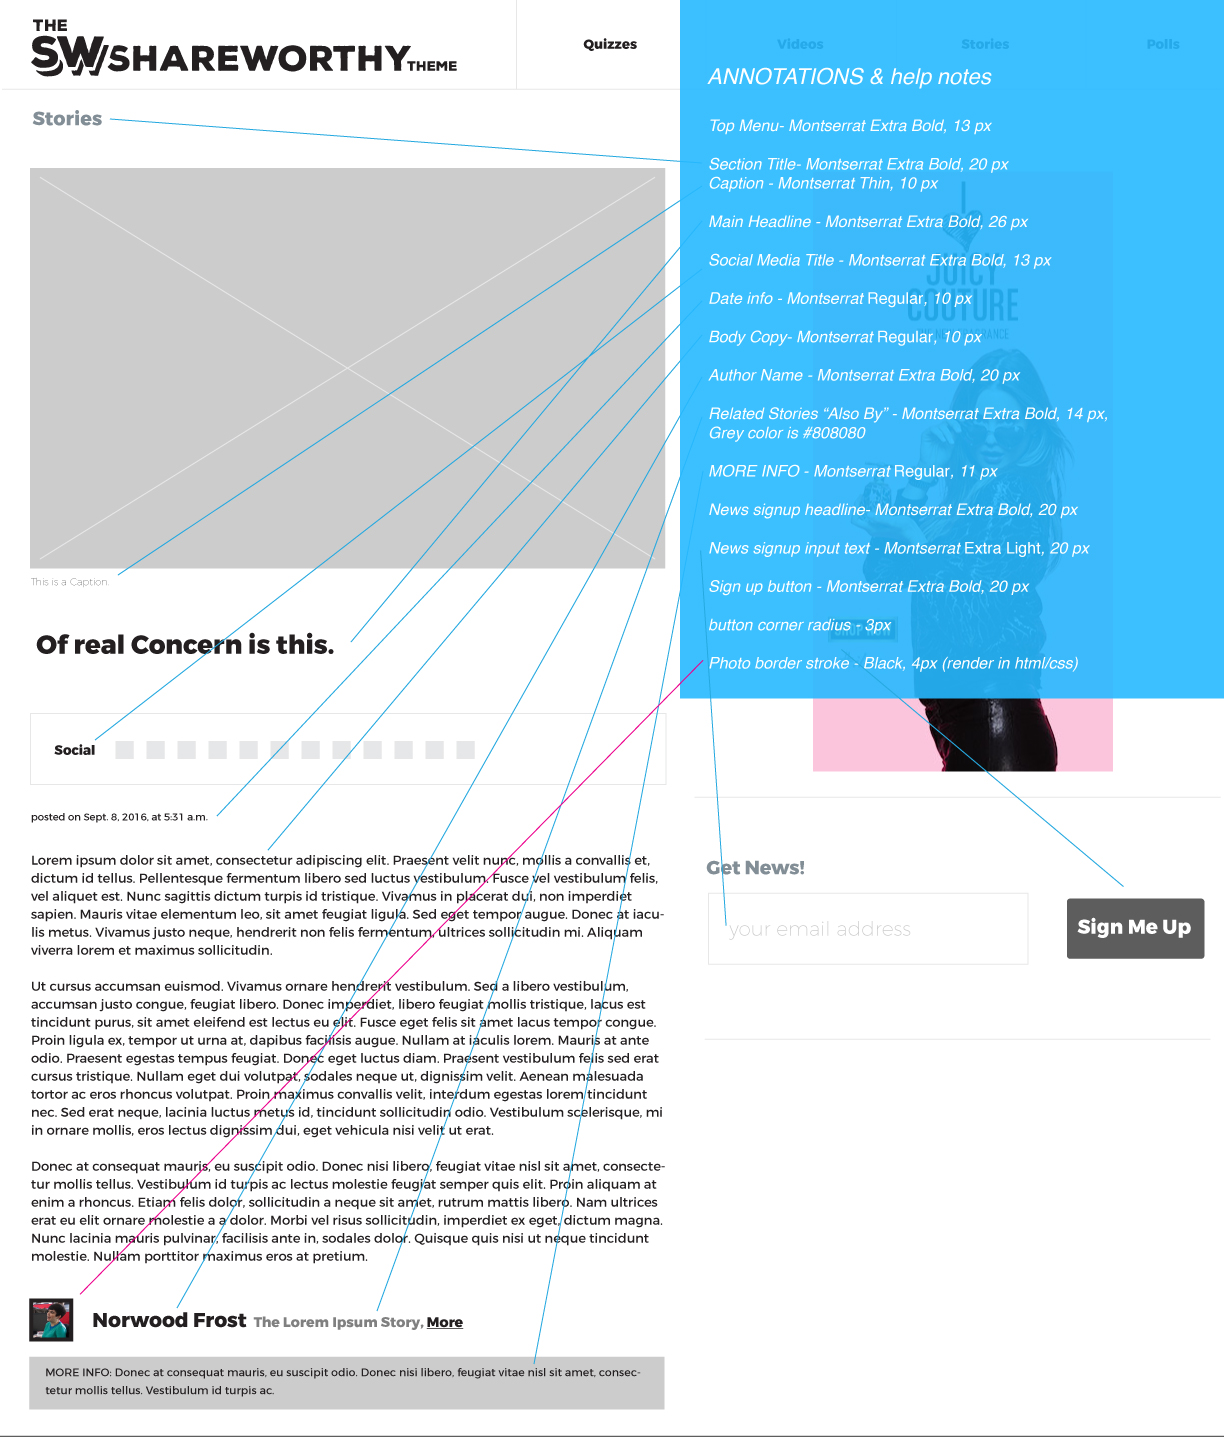 THE
SWSHAREWORTHY THEME
Quizzes
Videos
Stories
Polls
Stories
ANNOTATIONS & help notes
Top Menu- Montserrat Extra Bold, 13 px
Section Title- Montserrat Extra Bold, 20 px
Caption - Montserrat Thin, 10 px
Main Headline - Montserrat Extra Bold, 26 px
Social Media Title - Montserrat Extra Bold, 13 px
Date info - Montserrat Regular, 10 px
Body Copy- Montserrat Regular, 10 px
Author Name - Montserrat Extra Bold, 20 px
Related Stories “Also By” - Montserrat Extra Bold, 14 px,
Grey color is #808080
MORE INFO - Montserrat Regular, 11 px
News signup headline- Montserrat Extra Bold, 20 px
News signup input text - Montserrat Extra Light, 20 px
Sign up button - Montserrat Extra Bold, 20 px
button corner radius - 3px
Photo border stroke - Black, 4px (render in html/css)
JUICY
COUTURE
This is a Caption.
Of real Concern is this.
Social
posted on Sept. 8, 2016, at 5:31 a.m.
Lorem ipsum dolor sit amet, consectetur adipiscing elit. Praesent velit nunc, mollis a convallis et,
dictum id tellus. Pellentesque fermentum libero sed luctus vestibulum. Fusce vel vestibulum felis,
vel aliquet est. Nunc sagittis dictum turpis id tristique. Vivamus in placerat dui, non imperdiet
sapien. Mauris vitae elementum leo, sit amet feugiat ligula. Sed eget tempor augue. Donec at iacu-
lis metus. Vivamus justo neque, hendrerit non felis fermentum, ultrices sollicitudin mi. Aliquam
viverra lorem et maximus sollicitudin.
Ut cursus accumsan euismod. Vivamus ornare hendrerit vestibulum. Sed a libero vestibulum,
accumsan justo congue, feugiat libero. Donec imperdiet, libero feugiat mollis tristique, lacus est
tincidunt purus, sit amet eleifend est lectus eu elit. Fusce eget felis sit amet lacus tempor congue.
Proin ligula ex, tempor ut urna at, dapibus facilisis augue. Nullam at iaculis lorem. Mauris at ante
odio. Praesent egestas tempus feugiat. Donec eget luctus diam. Praesent vestibulum felis sed erat
cursus tristique. Nullam eget dui volutpat, sodales neque ut, dignissim velit. Aenean malesuada
tortor ac eros rhoncus volutpat. Proin maximus convallis velit, interdum egestas lorem tincidunt
nec. Sed erat neque, lacinia luctus metus id, tincidunt sollicitudin odio. Vestibulum scelerisque, mi
in ornare mollis, eros lectus dignissim dui, eget vehicula nisi velit ut erat.
Donec at consequat mauris, eu suscipit odio. Donec nisi libero, feugiat vitae nisl sit amet, consecte-
tur mollis tellus. Vestibulum id turpis ac lectus molestie feugiat semper quis elit. Proin aliquam at
enim a rhoncus. Etiam felis dolor, sollicitudin a neque sit amet, rutrum mattis libero. Nam ultrices
erat eu elit ornare molestie a a dolor. Morbi vel risus sollicitudin, imperdiet ex eget, dictum magna.
Nunc lacinia mauris pulvinar, facilisis ante in, sodales dolor. Quisque quis nisi ut neque tincidunt
molestie. Nullam porttitor maximus eros at pretium.
Norwood Frost The Lorem Ipsum Story, More
MORE INFO: Donec at consequat mauris, eu suscipit odio. Donec nisi libero, feugiat vitae nisl sit amet, consec-
tetur mollis tellus. Vestibulum id turpis ac.
Get News!
your email address
Sign Me Up